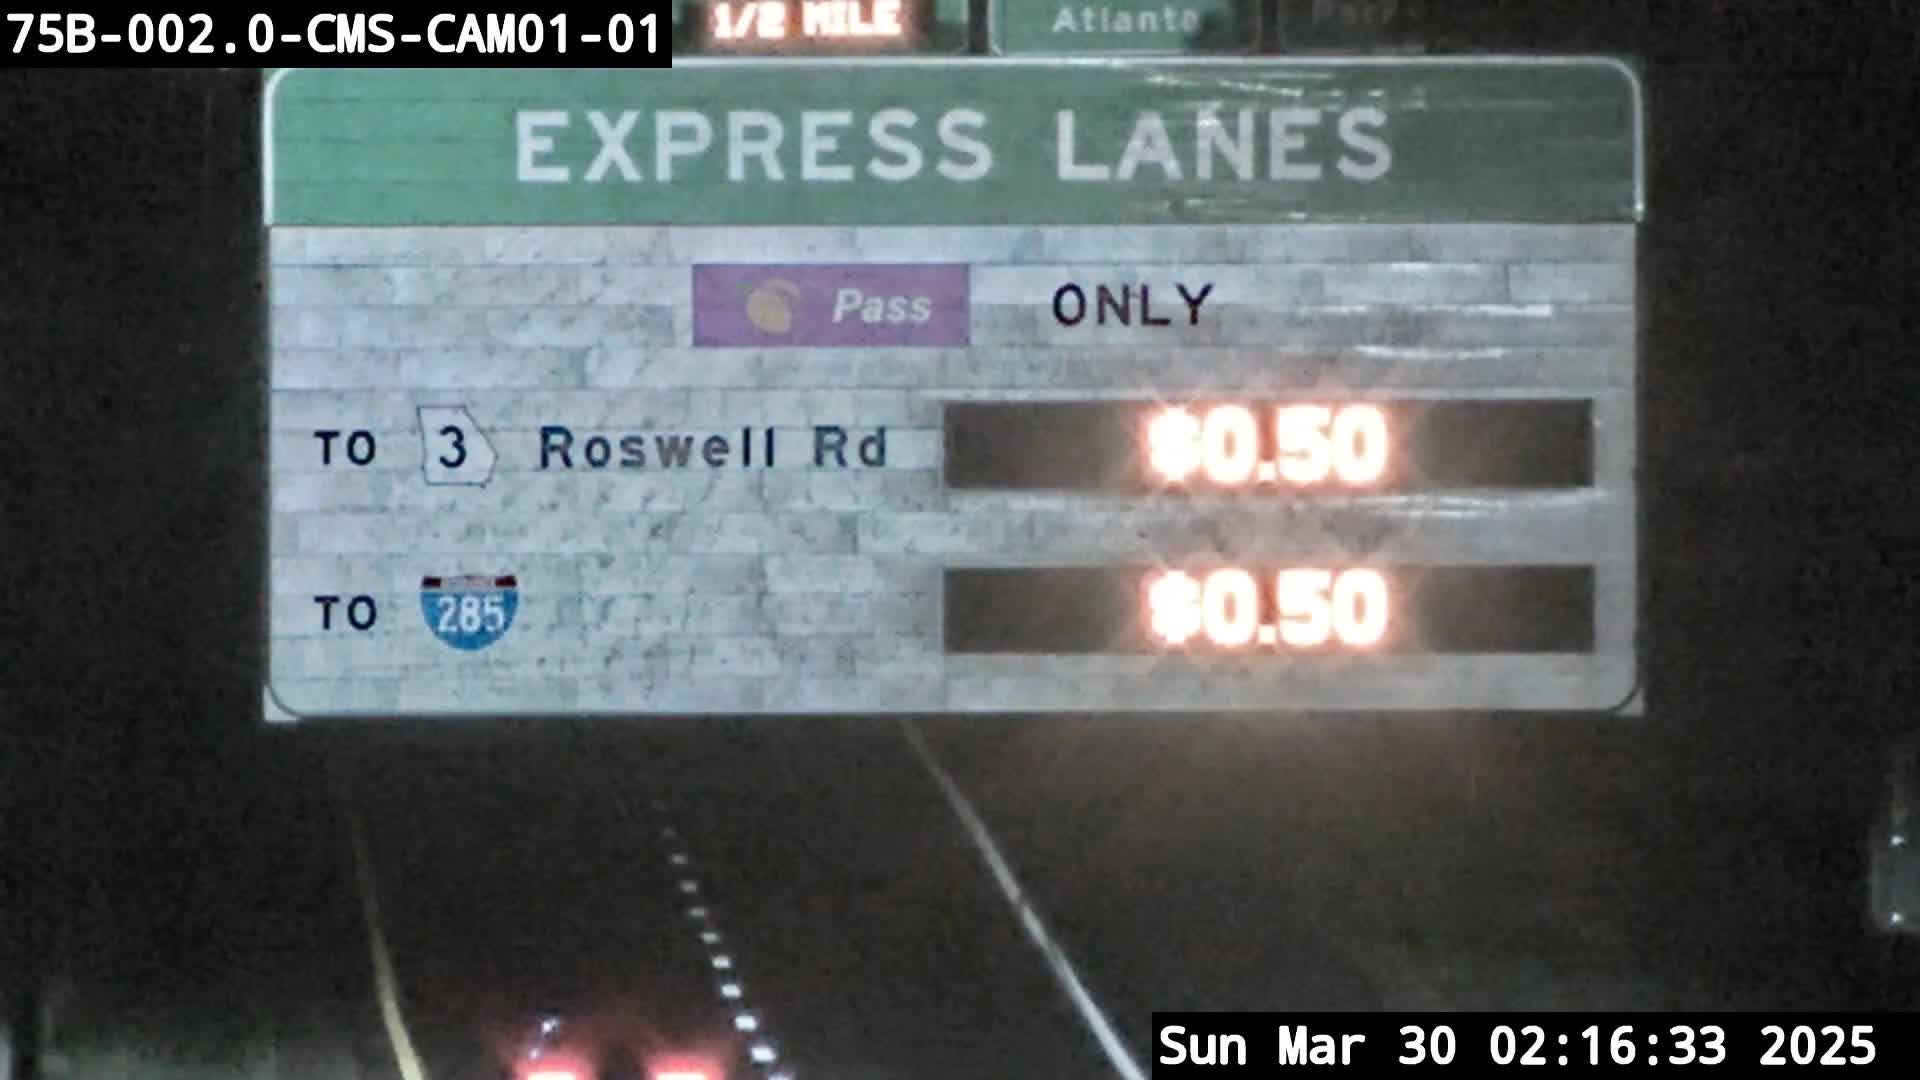 75B-002.0-CMS-CAM01-01
1/2 MILE
Atlanta
EXPRESS LANES
Pass ONLY
TO 3 Roswell Rd $0.50
TO 285 $0.50
Sun Mar 30 02:16:33 2025